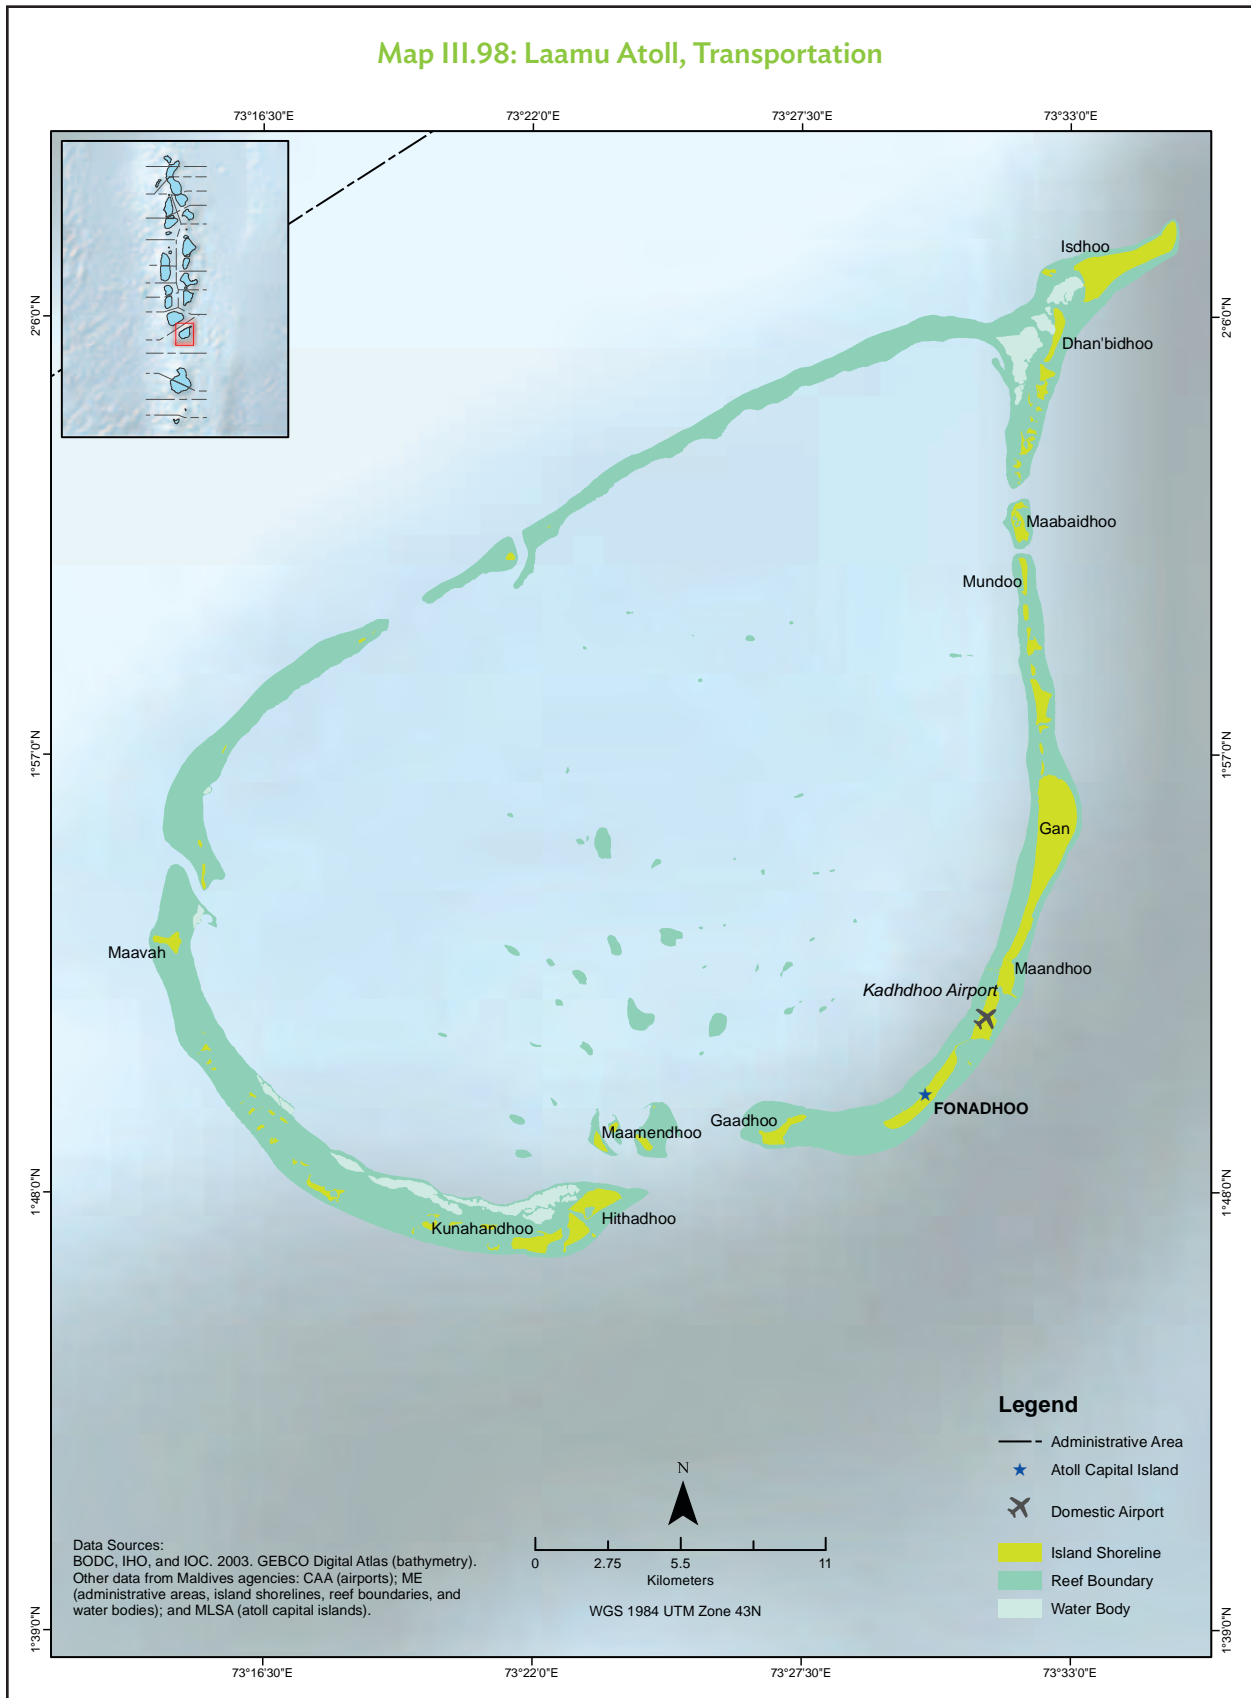 Map III.98: Laamu Atoll, Transportation
73°16'30"E 73°22'0"E 73°27'30"E 73°33'0"E
Isdhoo
2°6'0"N 2°6'0"N
Dhan'bidhoo
Maabaidhoo
Mundoo
1°57'0"N 1°57'0"N
Gan
Maavah
Maandhoo
Kadhdhoo Airport
FONADHOO
Gaadhoo
Maamendhoo
1°48'0"N 1°48'0"N
Hithadhoo
Kunahandhoo
Legend
Administrative Area
Atoll Capital Island
Domestic Airport
Island Shoreline
Reef Boundary
Water Body
N
0 2.75 5.5 11
Kilometers
WGS 1984 UTM Zone 43N
Data Sources:
BODC, IHO, and IOC. 2003. GEBCO Digital Atlas (bathymetry).
Other data from Maldives agencies: CAA (airports); ME
(administrative areas, island shorelines, reef boundaries, and
water bodies); and MLSA (atoll capital islands).
1°39'0"N 1°39'0"N
73°16'30"E 73°22'0"E 73°27'30"E 73°33'0"E